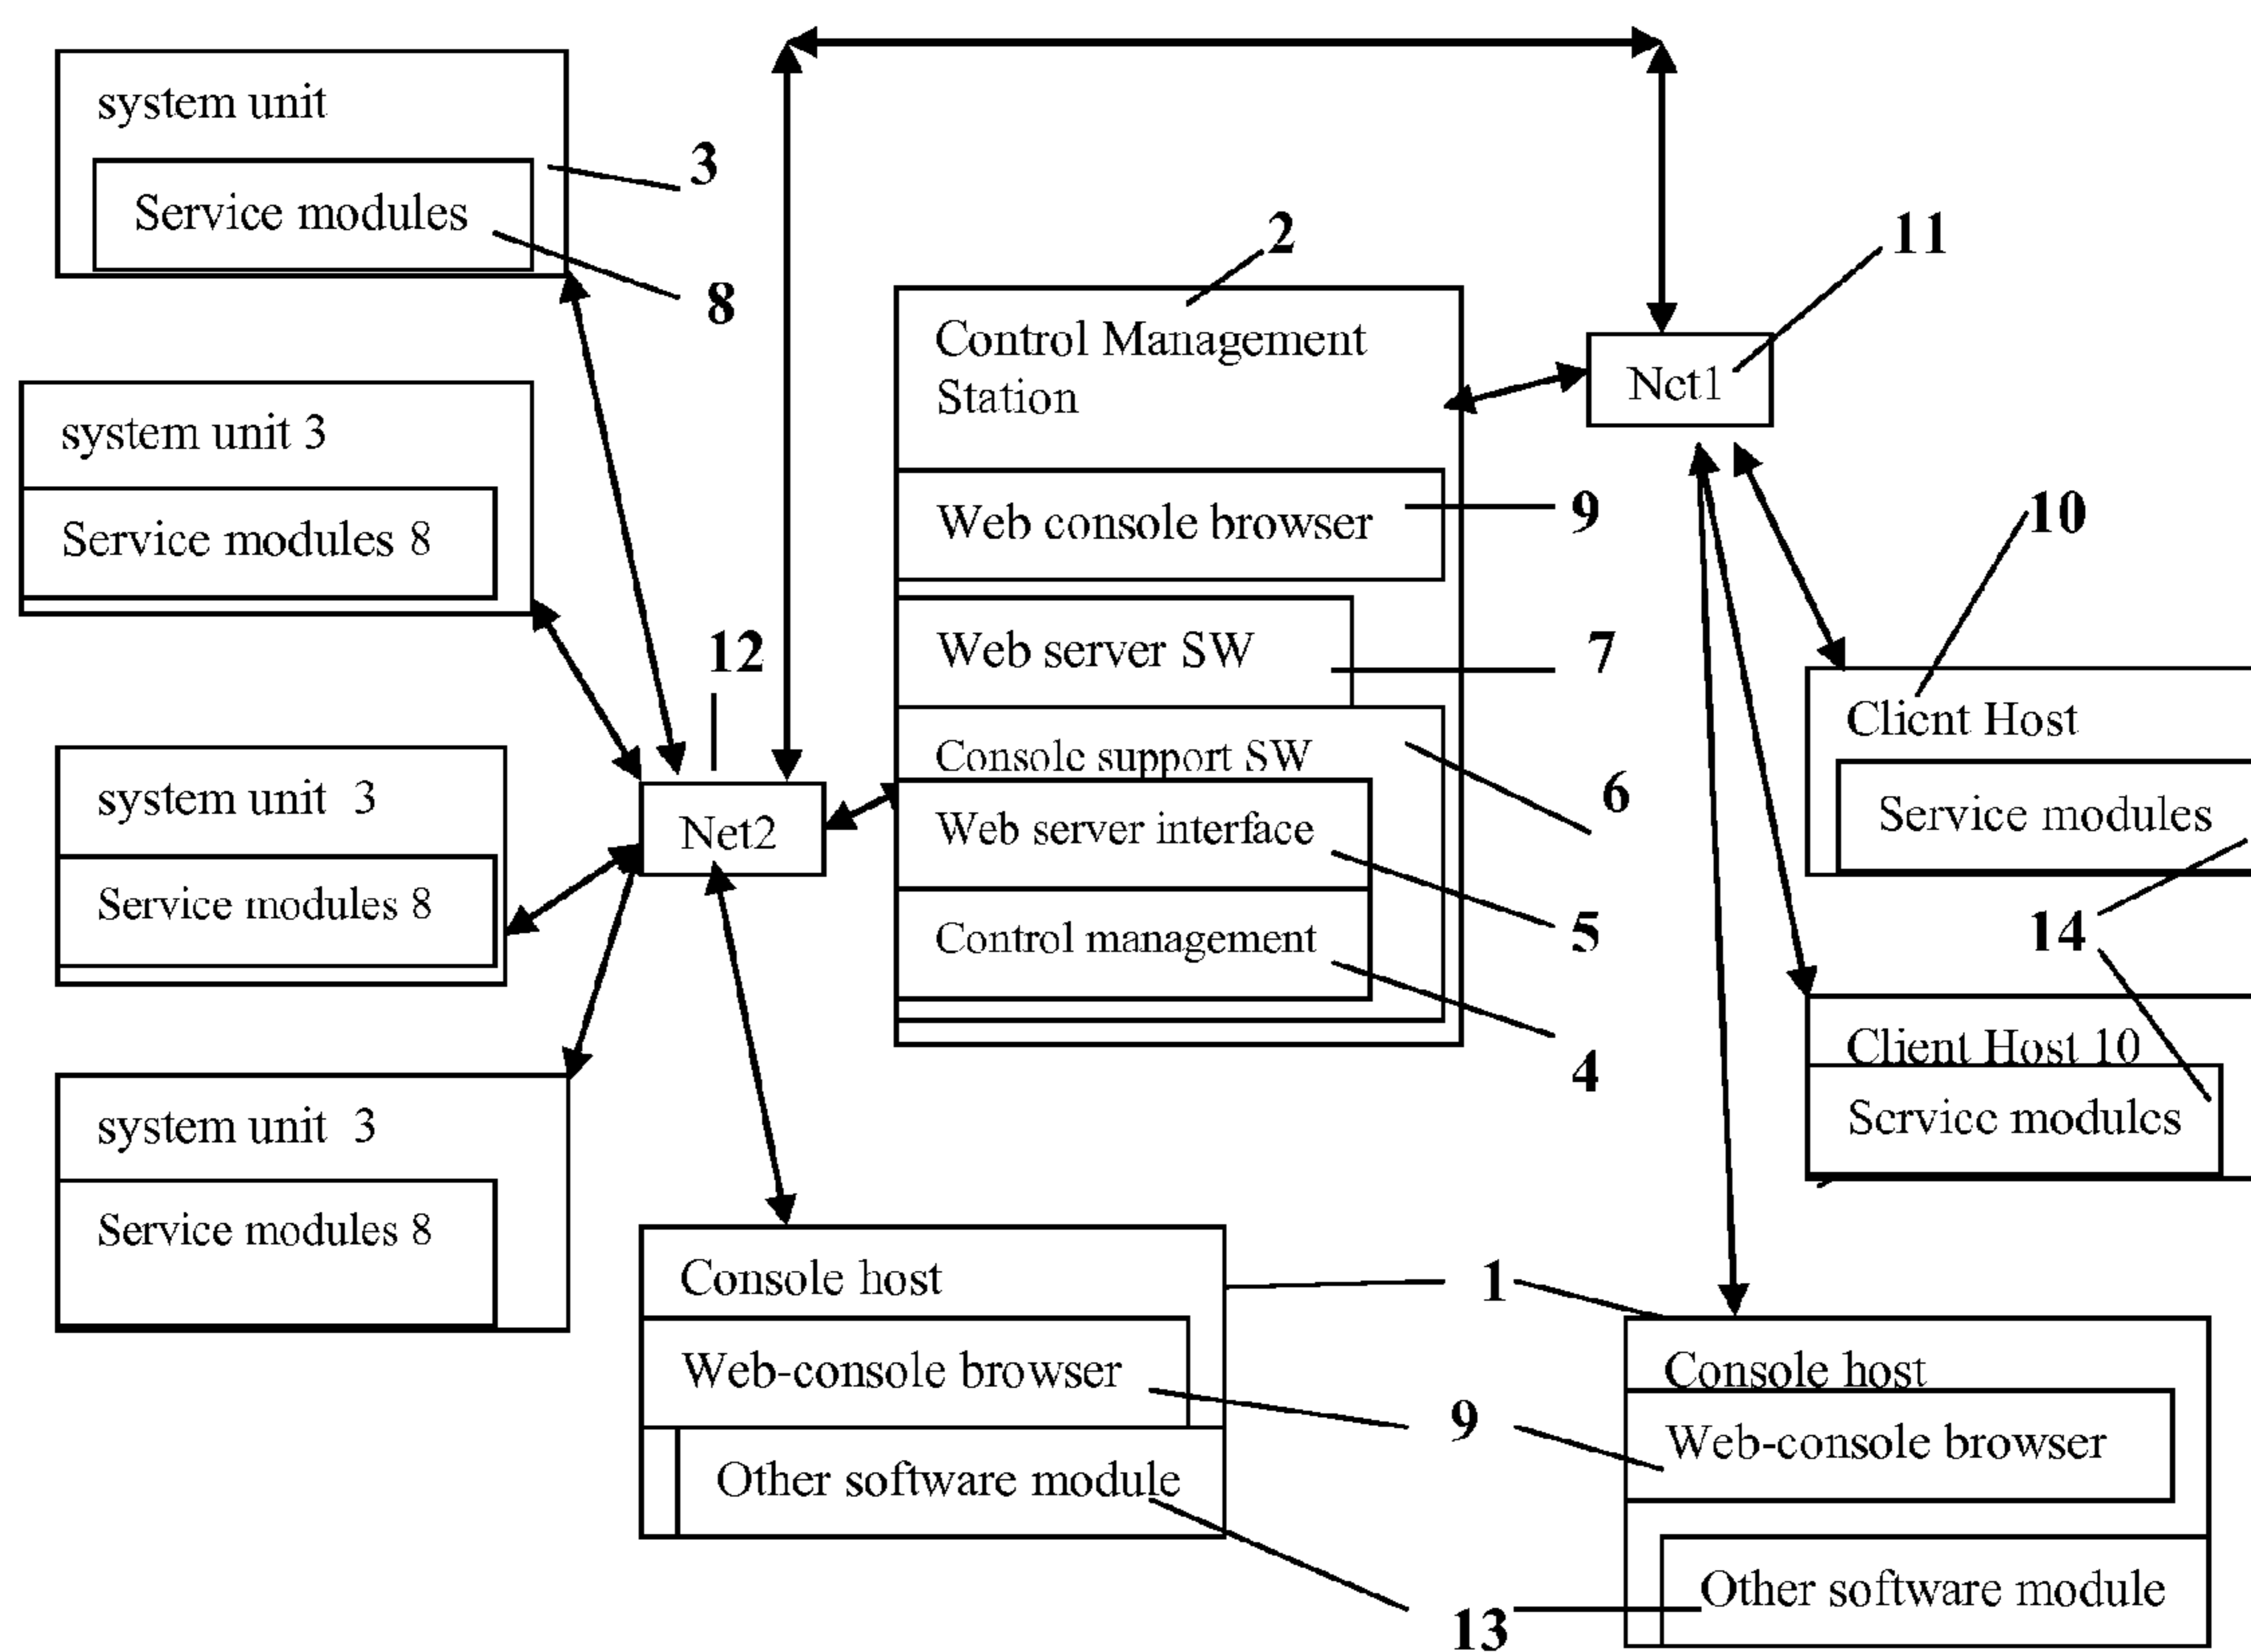 system unit
3
Service modules
8
system unit 3
Service modules 8
12
system unit 3
Service modules 8
Net2
system unit 3
Service modules 8
2
Control Management
Station
Web console browser
9
Web server SW
7
Console support SW
6
Web server interface
5
Control management
4
11
Net1
10
Client Host
Service modules
14
Client Host 10
Service modules
Console host
1
Web-console browser
9
Other software module
13
Console host
Web-console browser
Other software module